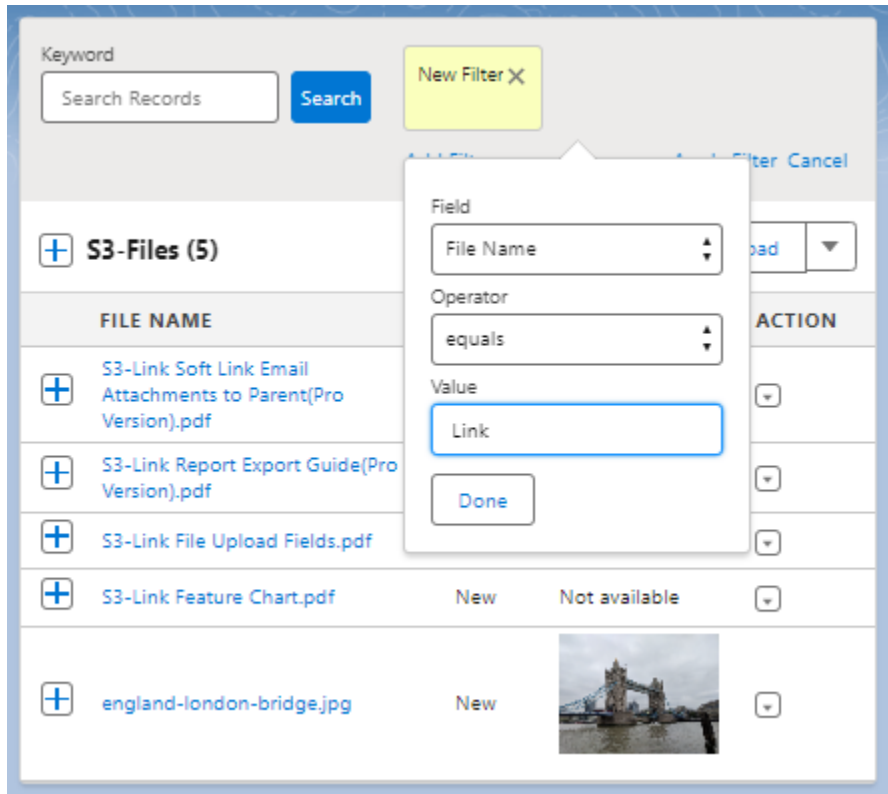 Keyword
Search Records
Search
New Filter
Filter Cancel
Field
File Name
Operator
equals
Value
Link
Done
S3-Files (5)
FILE NAME
ACTION
S3-Link Soft Link Email
Attachments to Parent(Pro
Version).pdf
S3-Link Report Export Guide(Pro
Version).pdf
S3-Link File Upload Fields.pdf
S3-Link Feature Chart.pdf New Not available
england-london-bridge.jpg New